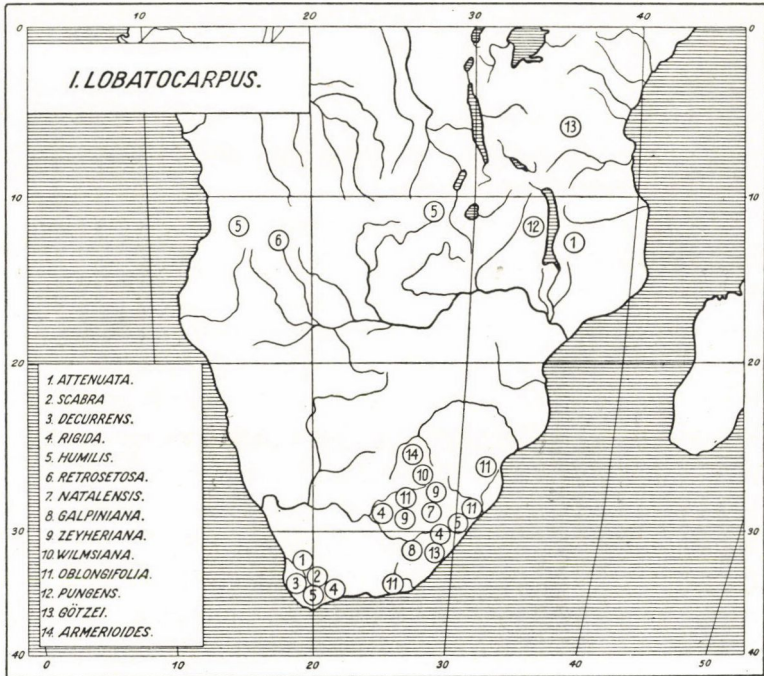 0 10 20 30 40
0 0
I. LOBATOCARPUS.
13
10 10
5 5 12
6 1
20 20
1. ATTENUATA.
2 SCABRA
3 DECURRENS.
4. RIGIDA.
5. HUMILIS.
6. RETROSETOSA.
7. NATALENSIS.
8. GALPINIANA.
9 ZEYHERIANA.
10 WILMSIANA.
11. OBLONGIFOLIA.
12. PUNGENS.
13. GÖTZEI.
14. ARMERIOIDES.
14 11
10
11 9
4 9 7 11
5
30 30
4
8 13
1
3 2 4 11
5
40 40
0 10 20 30 40 50 52